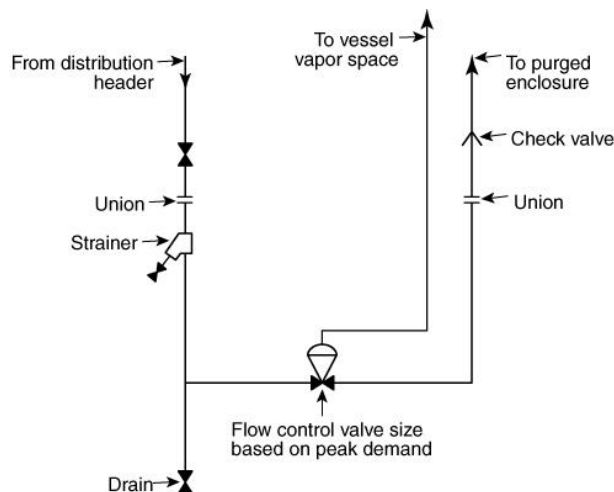 From distribution
header
To vessel
vapor space
To purged
enclosure
Check valve
Union
Union
Strainer
Flow control valve size
based on peak demand
Drain